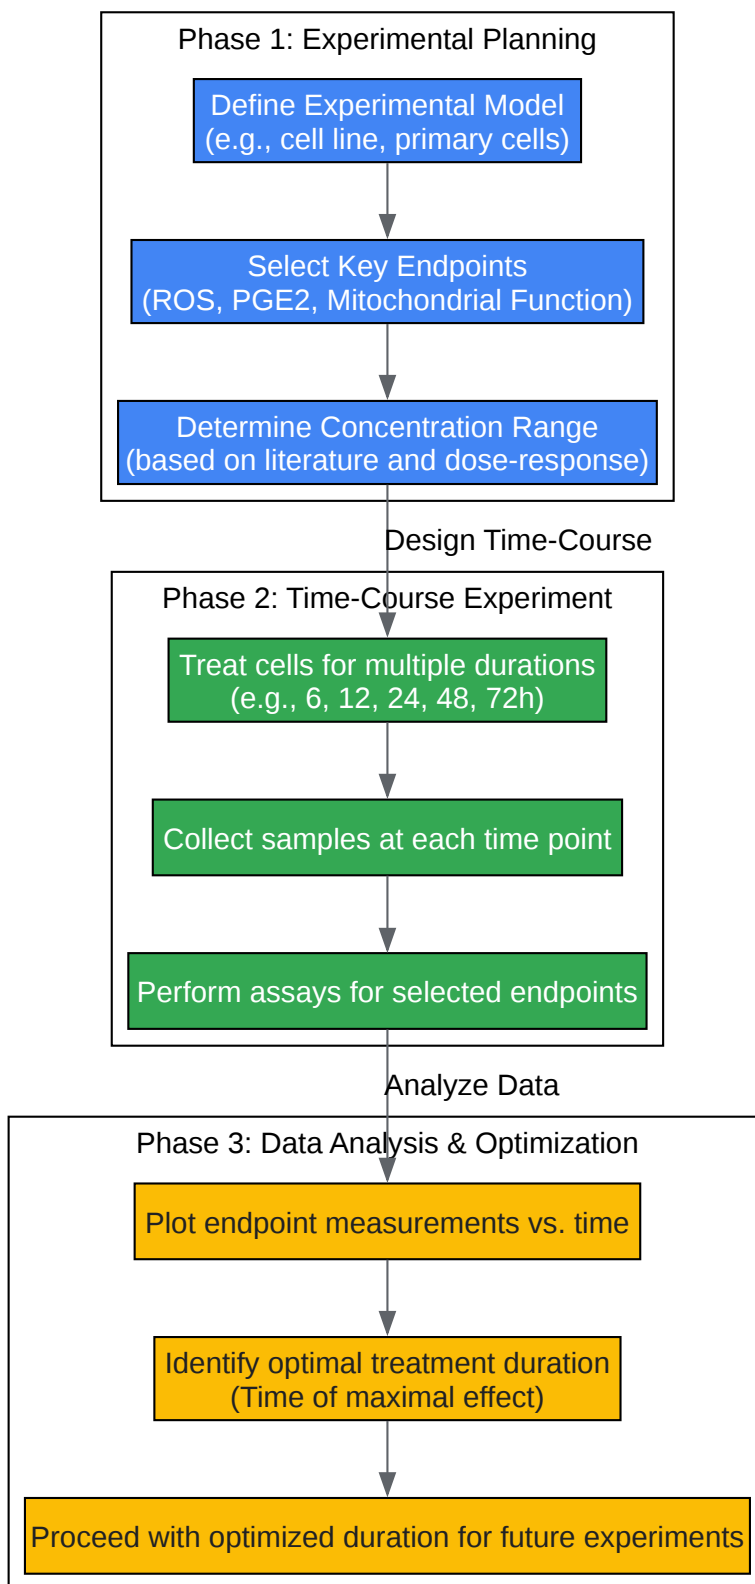 Phase 1: Experimental Planning
Define Experimental Model
(e.g., cell line, primary cells)
Select Key Endpoints
(ROS, PGE2, Mitochondrial Function)
Determine Concentration Range
(based on literature and dose-response)
Design Time-Course
Phase 2: Time-Course Experiment
Treat cells for multiple durations
(e.g., 6, 12, 24, 48, 72h)
Collect samples at each time point
Perform assays for selected endpoints
Analyze Data
Phase 3: Data Analysis & Optimization
Plot endpoint measurements vs. time
Identify optimal treatment duration
(Time of maximal effect)
Proceed with optimized duration for future experiments